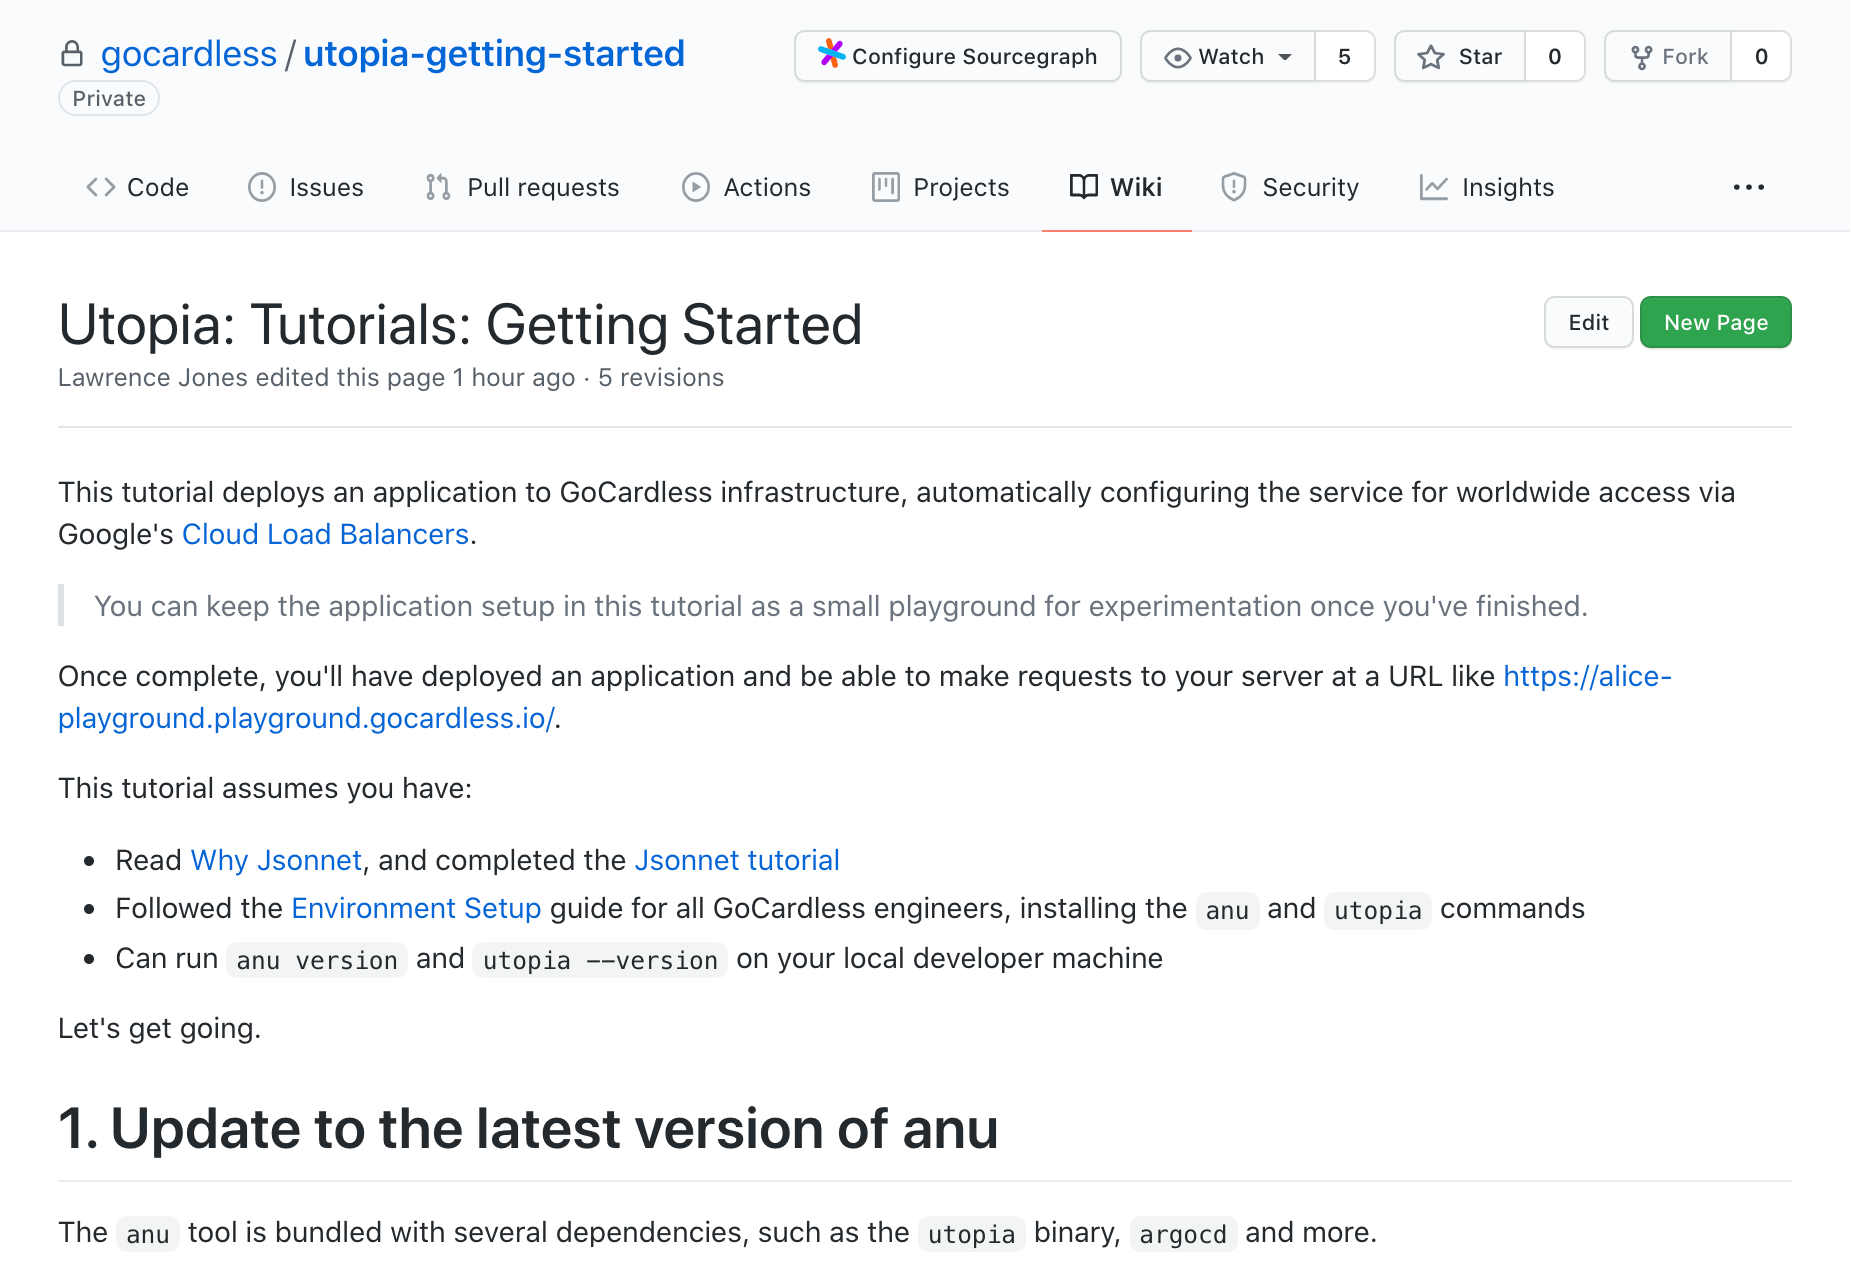 gocardless / utopia-getting-started
Private
Configure Sourcegraph
Watch 5
Star 0
Fork 0
Code Issues Pull requests Actions Projects Wiki Security Insights
Utopia: Tutorials: Getting Started
Edit New Page
Lawrence Jones edited this page 1 hour ago · 5 revisions
This tutorial deploys an application to GoCardless infrastructure, automatically configuring the service for worldwide access via
Google's Cloud Load Balancers.
You can keep the application setup in this tutorial as a small playground for experimentation once you've finished.
Once complete, you'll have deployed an application and be able to make requests to your server at a URL like https://alice-
playground.playground.gocardless.io/.
This tutorial assumes you have:
• Read Why Jsonnet, and completed the Jsonnet tutorial
• Followed the Environment Setup guide for all GoCardless engineers, installing the anu and utopia commands
• Can run anu version and utopia --version on your local developer machine
Let's get going.
1. Update to the latest version of anu
The anu tool is bundled with several dependencies, such as the utopia binary, argocd and more.